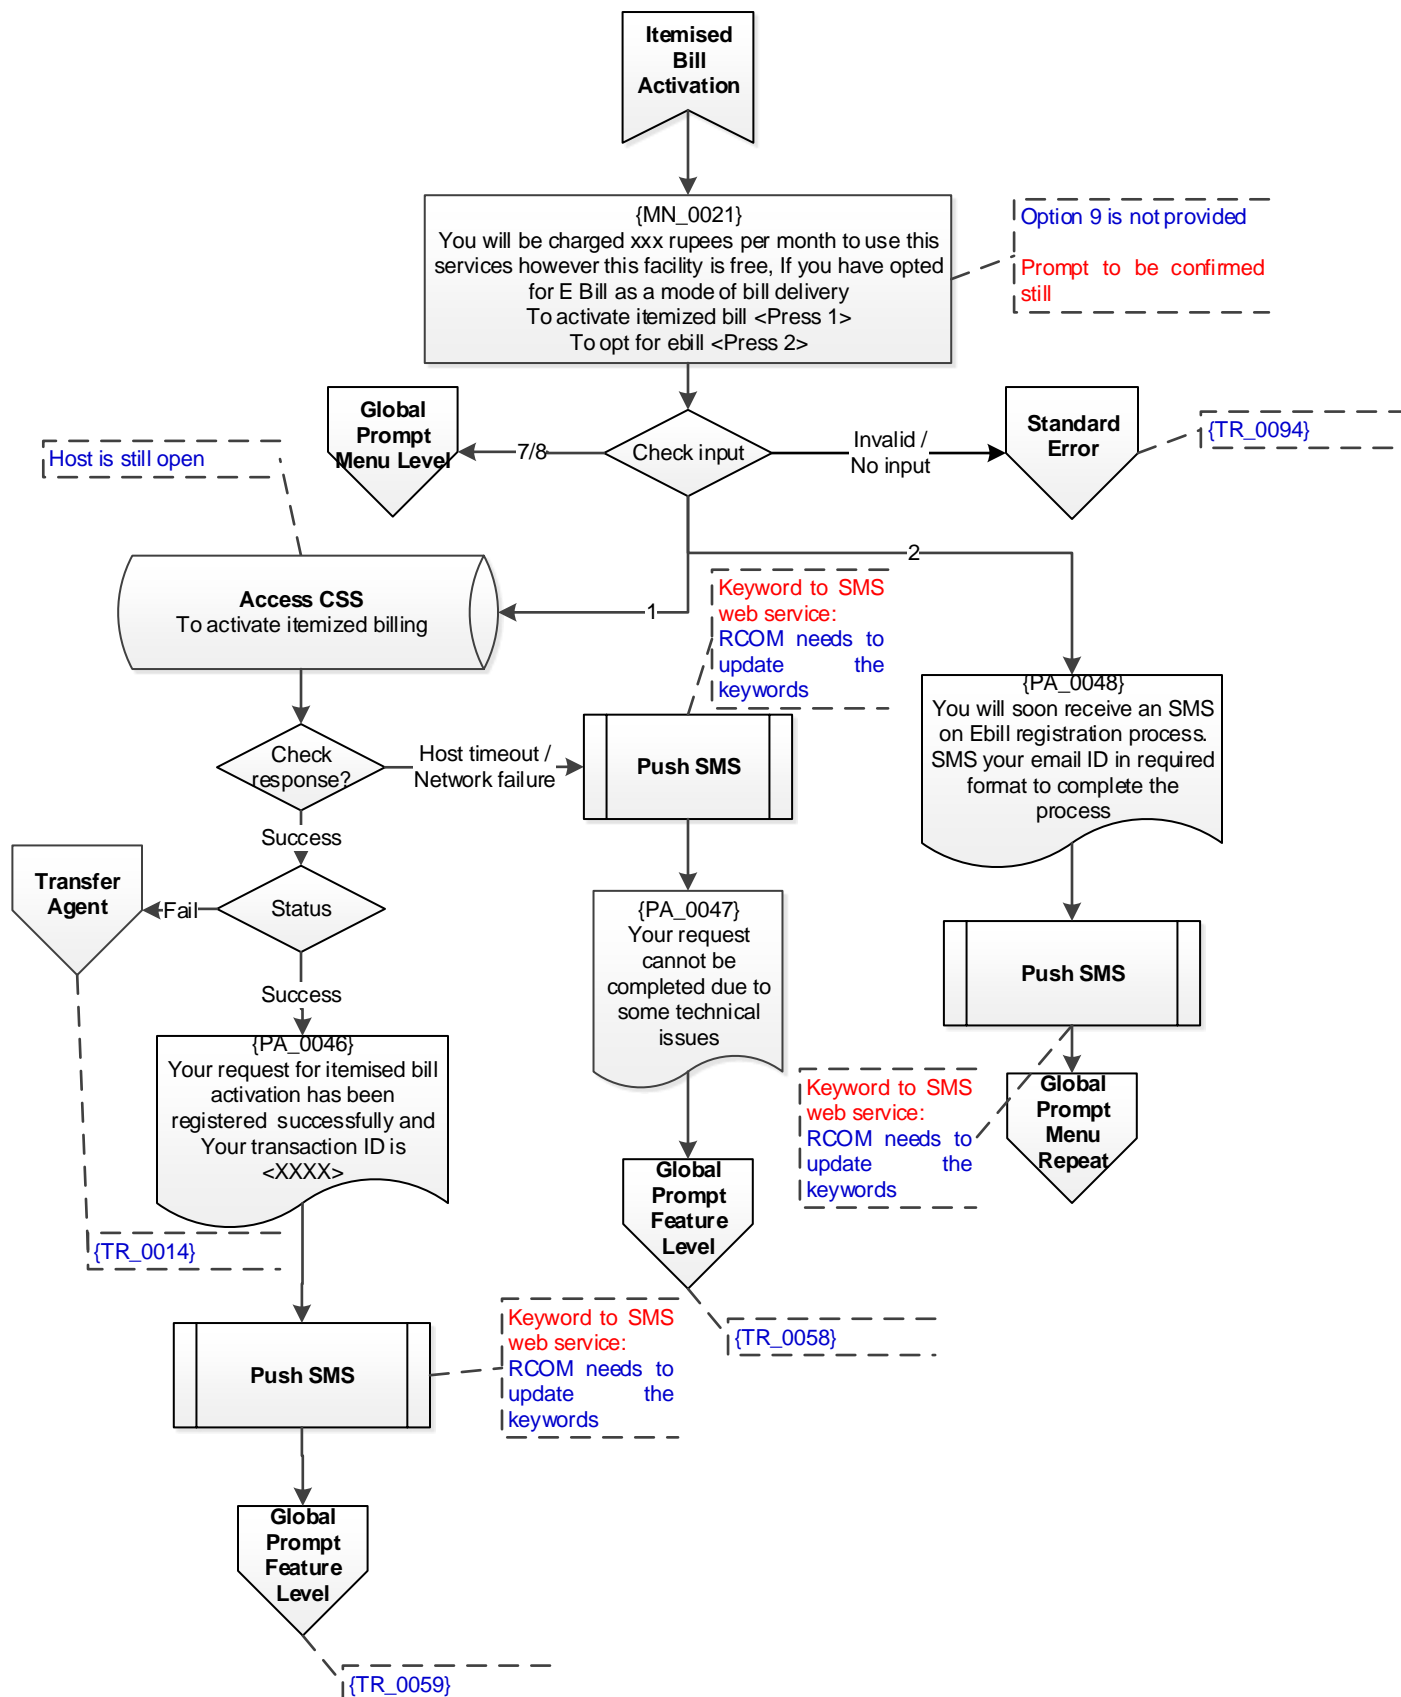 Itemised
Bill
Activation
{MN_0021}
You will be charged xxx rupees per month to use this
services however this facility is free, If you have opted
for E Bill as a mode of bill delivery
To activate itemized bill <Press 1>
To opt for ebill <Press 2>
Option 9 is not provided
Prompt to be confirmed
still
Global
Prompt
Menu Level
7/8
Check input
Invalid /
No input
Standard
Error
{TR_0094}
Host is still open
2
Access CSS
To activate itemized billing
1
Keyword to SMS
web service:
RCOM needs to
update the
keywords
{PA_0048}
You will soon receive an SMS
on Ebill registration process.
SMS your email ID in required
format to complete the
process
Check
response?
Host timeout /
Network failure
Push SMS
Success
Transfer
Agent
Fail
Status
{PA_0047}
Your request
cannot be
completed due to
some technical
issues
Push SMS
Success
{PA_0046}
Your request for itemised bill
activation has been
registered successfully and
Your transaction ID is
<XXXX>
Keyword to SMS
web service:
RCOM needs to
update the
keywords
Global
Prompt
Menu
Repeat
Global
Prompt
Feature
Level
{TR_0014}
{TR_0058}
Push SMS
Keyword to SMS
web service:
RCOM needs to
update the
keywords
Global
Prompt
Feature
Level
{TR_0059}